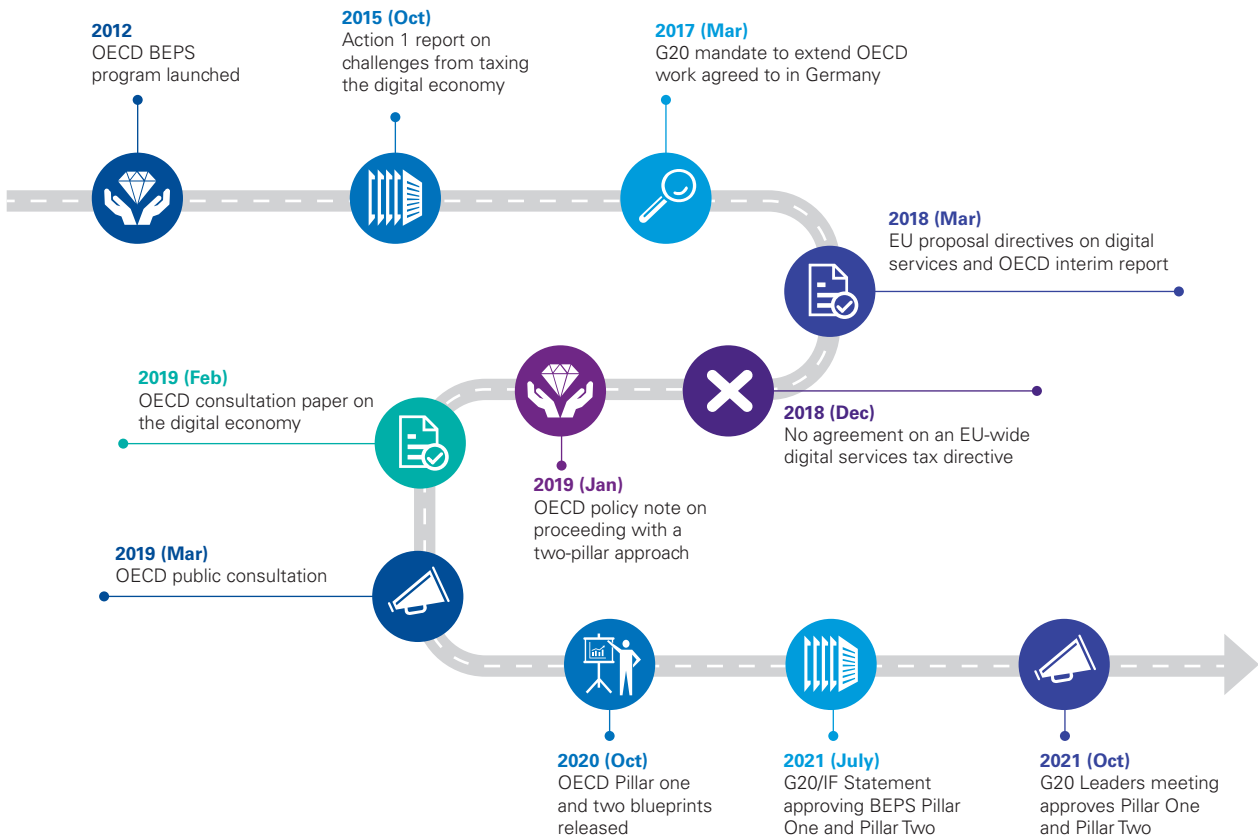 2012
OECD BEPS
program launched
2015 (Oct)
Action 1 report on
challenges from taxing
the digital economy
2017 (Mar)
G20 mandate to extend OECD
work agreed to in Germany
2018 (Mar)
EU proposal directives on digital
services and OECD interim report
2018 (Dec)
No agreement on an EU-wide
digital services tax directive
2019 (Jan)
OECD policy note on
proceeding with a
two-pillar approach
2019 (Feb)
OECD consultation paper on
the digital economy
2019 (Mar)
OECD public consultation
2020 (Oct)
OECD Pillar one
and two blueprints
released
2021 (July)
G20/IF Statement
approving BEPS Pillar
One and Pillar Two
2021 (Oct)
G20 Leaders meeting
approves Pillar One
and Pillar Two